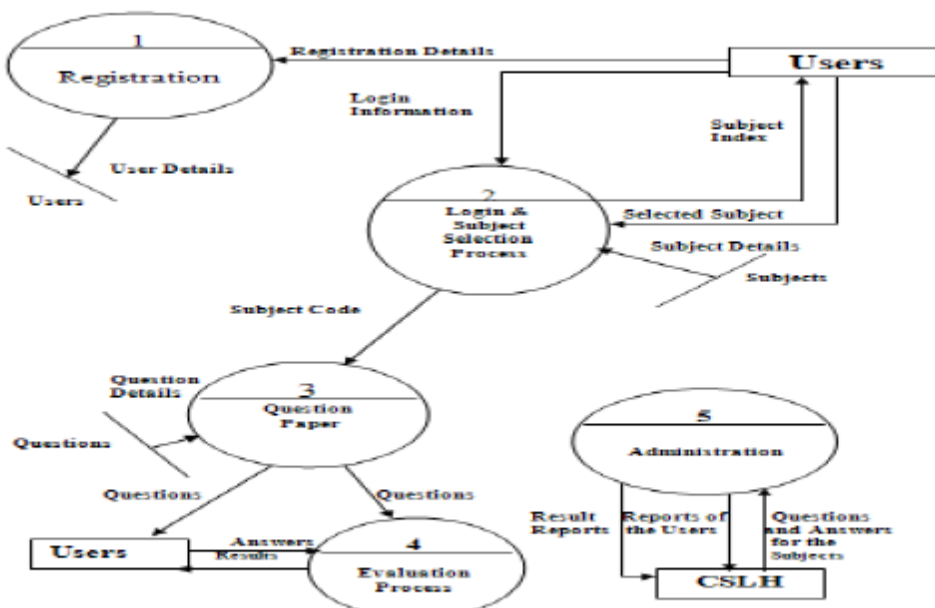 1
Registration
Registration Details
Users
Login
Information
Subject
Index
User Details
Users
2
Login &
Subject
Selection
Process
Selected Subject
Subject Details
Subjects
Subject Code
Question
Details
3
Question
Paper
Questions
5
Administration
Questions
Questions
Result
Reports
Reports of
the Users
Questions
and Answers
for the
Subjects
Users
Answers
Results
4
Evaluation
Process
CSLH